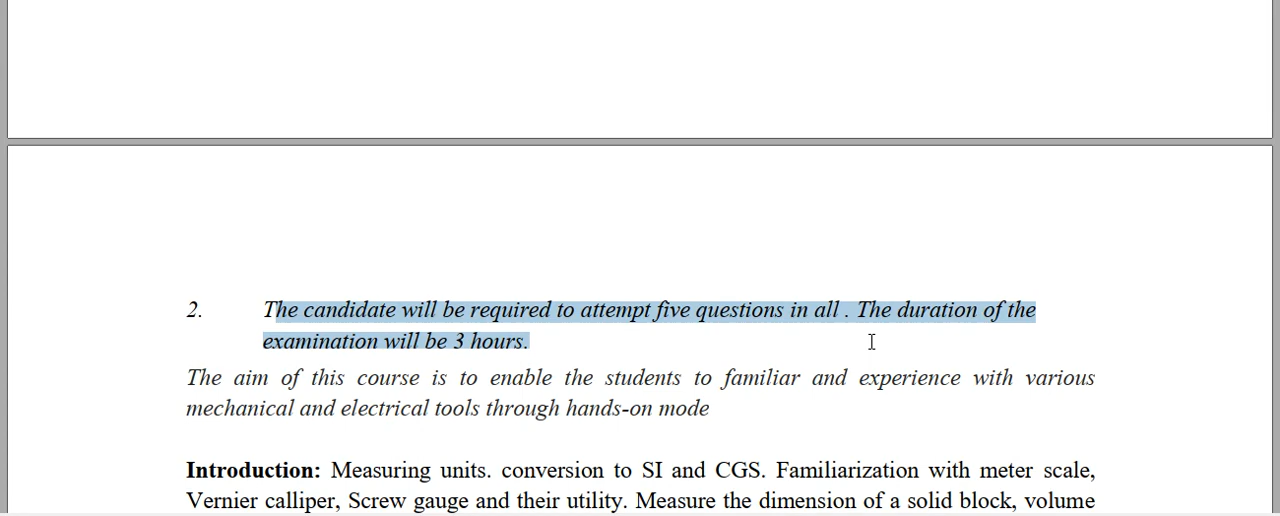 2. The candidate will be required to attempt five questions in all . The duration of the
examination will be 3 hours.
The aim of this course is to enable the students to familiar and experience with various
mechanical and electrical tools through hands-on mode
Introduction: Measuring units. conversion to SI and CGS. Familiarization with meter scale,
Vernier calliper, Screw gauge and their utility. Measure the dimension of a solid block, volume